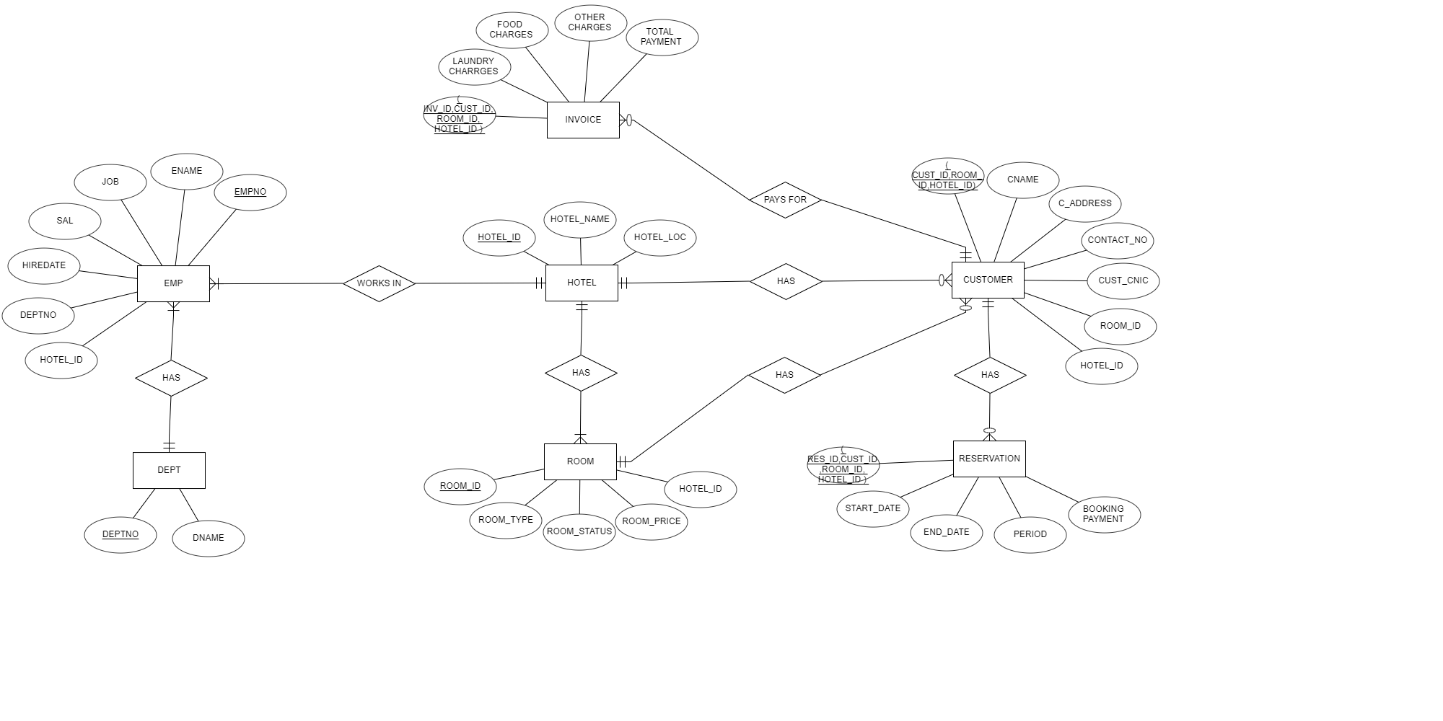 FOOD
CHARGES
OTHER
CHARGES
TOTAL
PAYMENT
LAUNDRY
CHARRGES
(
INV_ID,CUST_ID,
ROOM_ID,
HOTEL_ID )
INVOICE
JOB
ENAME
EMPNO
SAL
HIREDATE
DEPTNO
HOTEL_ID
EMP
WORKS IN
HOTEL_ID
HOTEL_NAME
HOTEL_LOC
HOTEL
PAYS FOR
HAS
(
CUST_ID,ROOM_
ID,HOTEL_ID)
CNAME
C_ADDRESS
CONTACT_NO
CUST_CNIC
ROOM_ID
HOTEL_ID
CUSTOMER
HAS
HAS
HAS
HAS
DEPT
DEPTNO
DNAME
ROOM
ROOM_ID
ROOM_TYPE
ROOM_STATUS
ROOM_PRICE
HOTEL_ID
RESERVATION
(
RES_ID,CUST_ID
,ROOM_ID,
HOTEL_ID )
START_DATE
END_DATE
PERIOD
BOOKING
PAYMENT